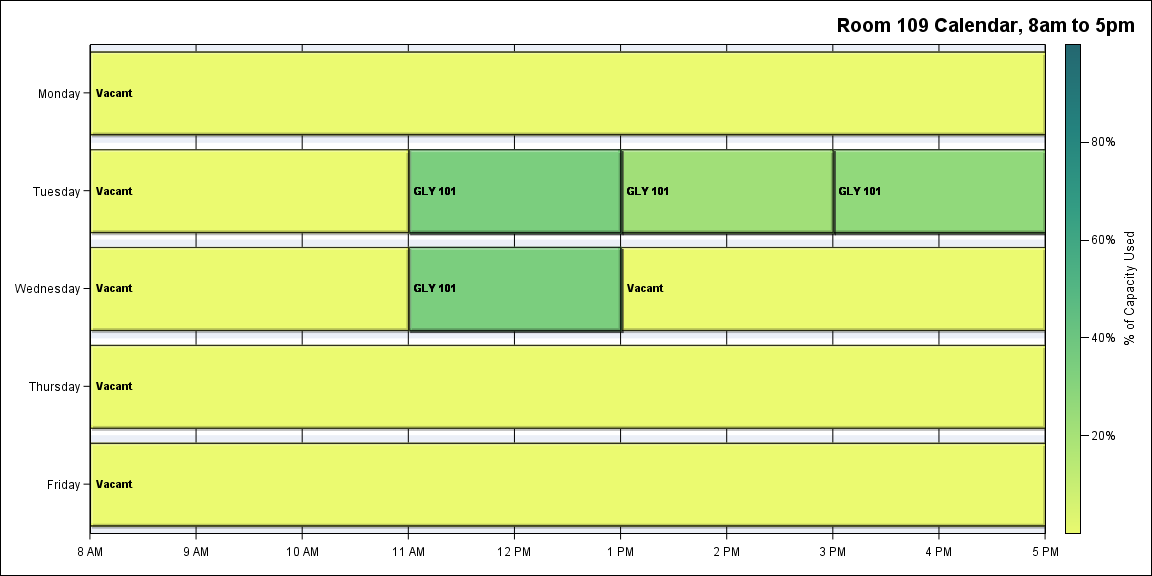 Room 109 Calendar, 8am to 5pm
Monday
Vacant
Tuesday
Vacant
GLY 101
GLY 101
GLY 101
Wednesday
Vacant
GLY 101
Vacant
Thursday
Vacant
Friday
Vacant
8 AM
9 AM
10 AM
11 AM
12 PM
1 PM
2 PM
3 PM
4 PM
5 PM
80%
60%
40%
20%
% of Capacity Used